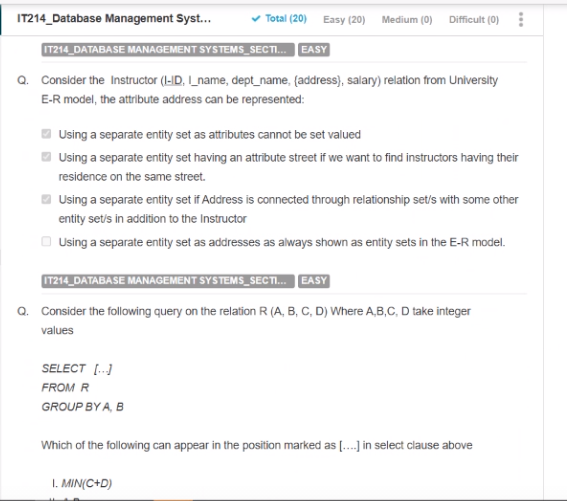 IT214_Database Management Syst...
Total (20) Easy (20) Medium (0) Difficult (0)
IT214_DATABASE MANAGEMENT SYSTEMS_SECTI... EASY
Q. Consider the Instructor (I-ID, I_name, dept_name, {address}, salary) relation from University
E-R model, the attribute address can be represented:
Using a separate entity set as attributes cannot be set valued
Using a separate entity set having an attribute street if we want to find instructors having their
residence on the same street.
Using a separate entity set if Address is connected through relationship set/s with some other
entity set/s in addition to the Instructor
Using a separate entity set as addresses as always shown as entity sets in the E-R model.
IT214_DATABASE MANAGEMENT SYSTEMS_SECTI... EASY
Q. Consider the following query on the relation R (A, B, C, D) Where A,B,C, D take integer
values
SELECT [...]
FROM R
GROUP BY A, B
Which of the following can appear in the position marked as [....] in select clause above
I. MIN(C+D)